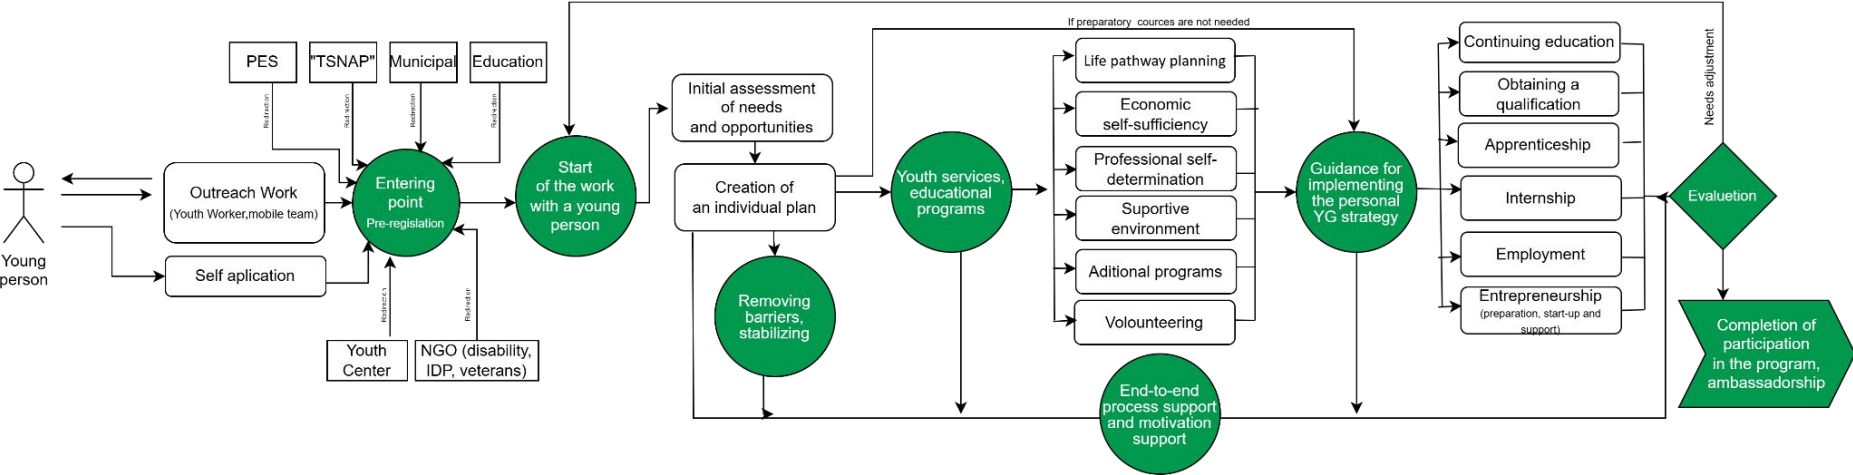 If preparatory cources are not needed
PES
"TSNAP"
Municipal
Education
Redirection
Redirection
Redirection
Redirection
Young
person
Outreach Work
(Youth Worker,mobile team)
Self aplication
Entering
point
Pre-regislation
Redirection
Redirection
Youth
Center
NGO (disability,
IDP, veterans)
Start
of the work
with a young
person
Initial assessment
of needs
and opportunities
Creation of
an individual plan
Removing
barriers,
stabilizing
Youth services,
educational
programs
Life pathway planning
Economic
self-sufficiency
Professional self-
determination
Suportive
environment
Aditional programs
Volounteering
End-to-end
process support
and motivation
support
Guidance for
implementing
the personal
YG strategy
Continuing education
Obtaining a
qualification
Apprenticeship
Internship
Employment
Entrepreneurship
(preparation, start-up and
support)
Needs adjustment
Evaluation
Completion of
participation
in the program,
ambassadorship